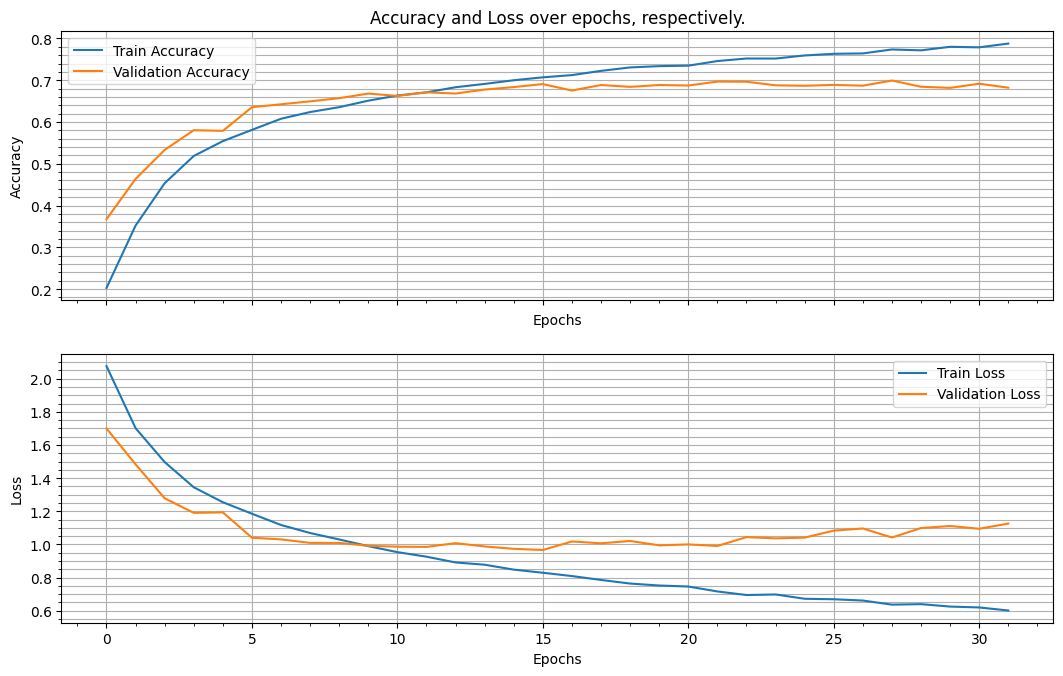 Accuracy and Loss over epochs, respectively.
0.8
0.7
0.6
0.5
0.4
0.3
0.2
Accuracy
Train Accuracy
Validation Accuracy
Epochs
2.0
1.8
1.6
1.4
1.2
1.0
0.8
0.6
Loss
Train Loss
Validation Loss
0 5 10 15 20 25 30
Epochs